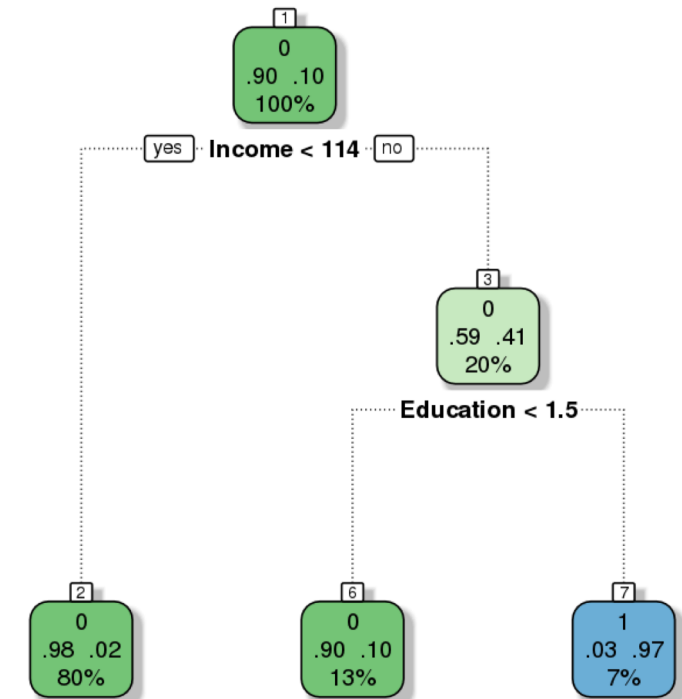 1
0
.90 .10
100%
yes Income < 114 no
3
0
.59 .41
20%
Education < 1.5
2 6 7
0 0 1
.98 .02 .90 .10 .03 .97
80% 13% 7%